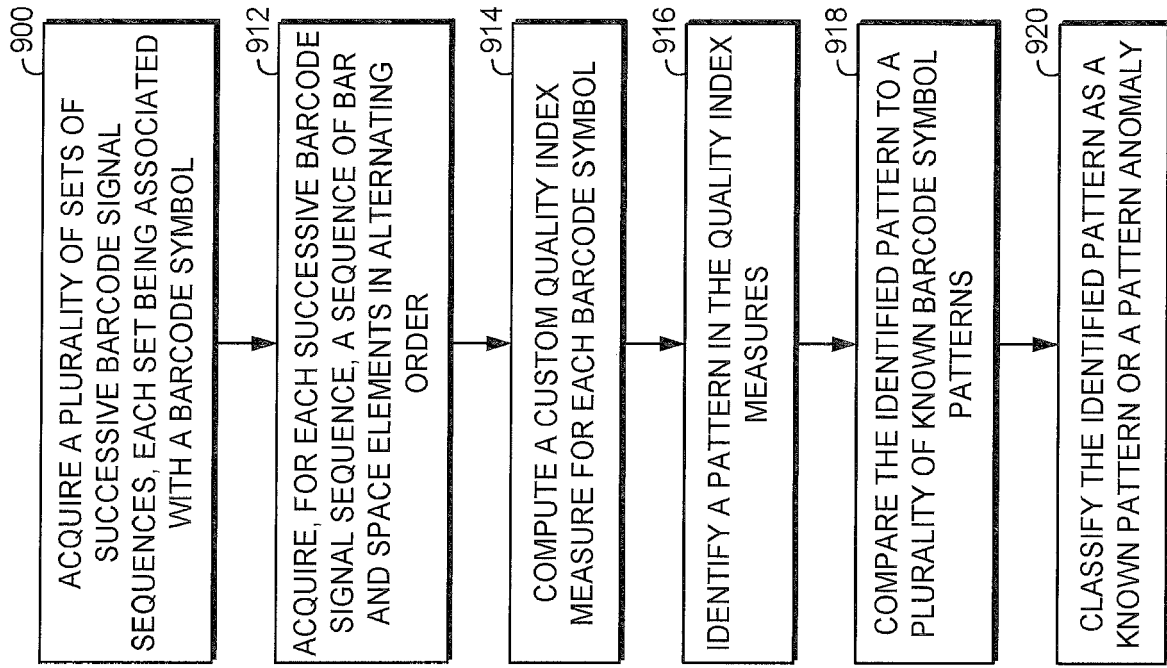 900
ACQUIRE A PLURALITY OF SETS OF
SUCCESSIVE BARCODE SIGNAL
SEQUENCES, EACH SET BEING ASSOCIATED
WITH A BARCODE SYMBOL
912
ACQUIRE, FOR EACH SUCCESSIVE BARCODE
SIGNAL SEQUENCE, A SEQUENCE OF BAR
AND SPACE ELEMENTS IN ALTERNATING
ORDER
914
COMPUTE A CUSTOM QUALITY INDEX
MEASURE FOR EACH BARCODE SYMBOL
916
IDENTIFY A PATTERN IN THE QUALITY INDEX
MEASURES
918
COMPARE THE IDENTIFIED PATTERN TO A
PLURALITY OF KNOWN BARCODE SYMBOL
PATTERNS
920
CLASSIFY THE IDENTIFIED PATTERN AS A
KNOWN PATTERN OR A PATTERN ANOMALY